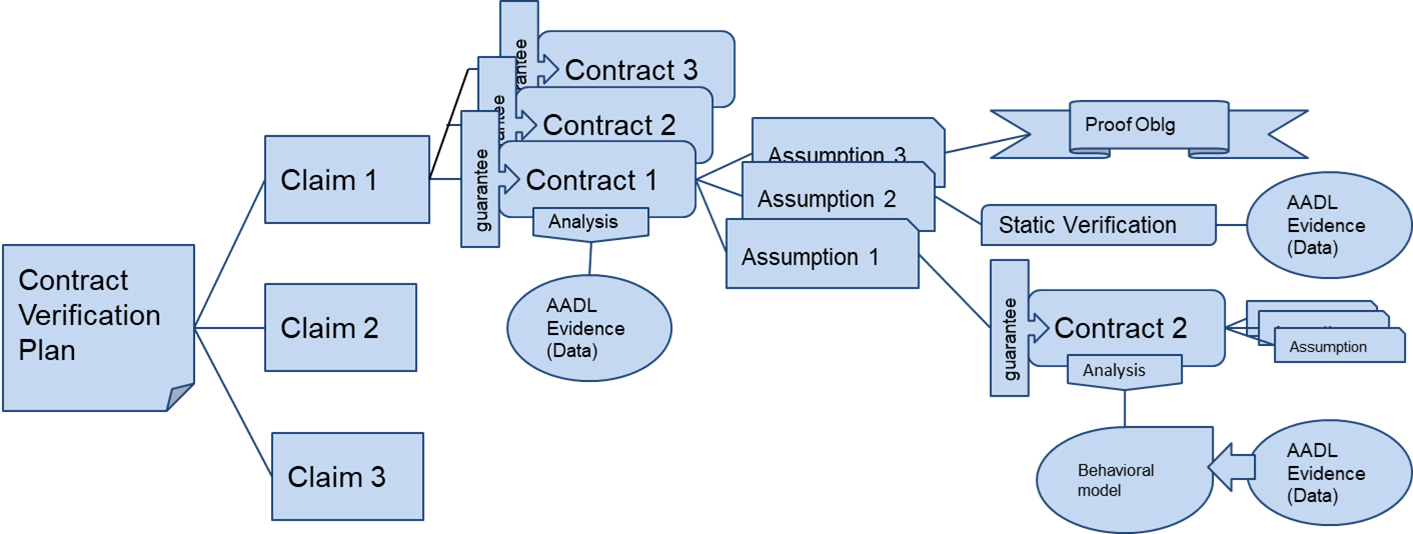 Contract
Verification
Plan
Claim 1
Claim 2
Claim 3
rantee
Contract 3
antee
Contract 2
guarantee
Contract 1
Analysis
AADL
Evidence
(Data)
Assumption 3
Assumption 2
Assumption 1
Proof Oblg
Static Verification
AADL
Evidence
(Data)
guarantee
Contract 2
Analysis
Assumption
Behavioral
model
AADL
Evidence
(Data)